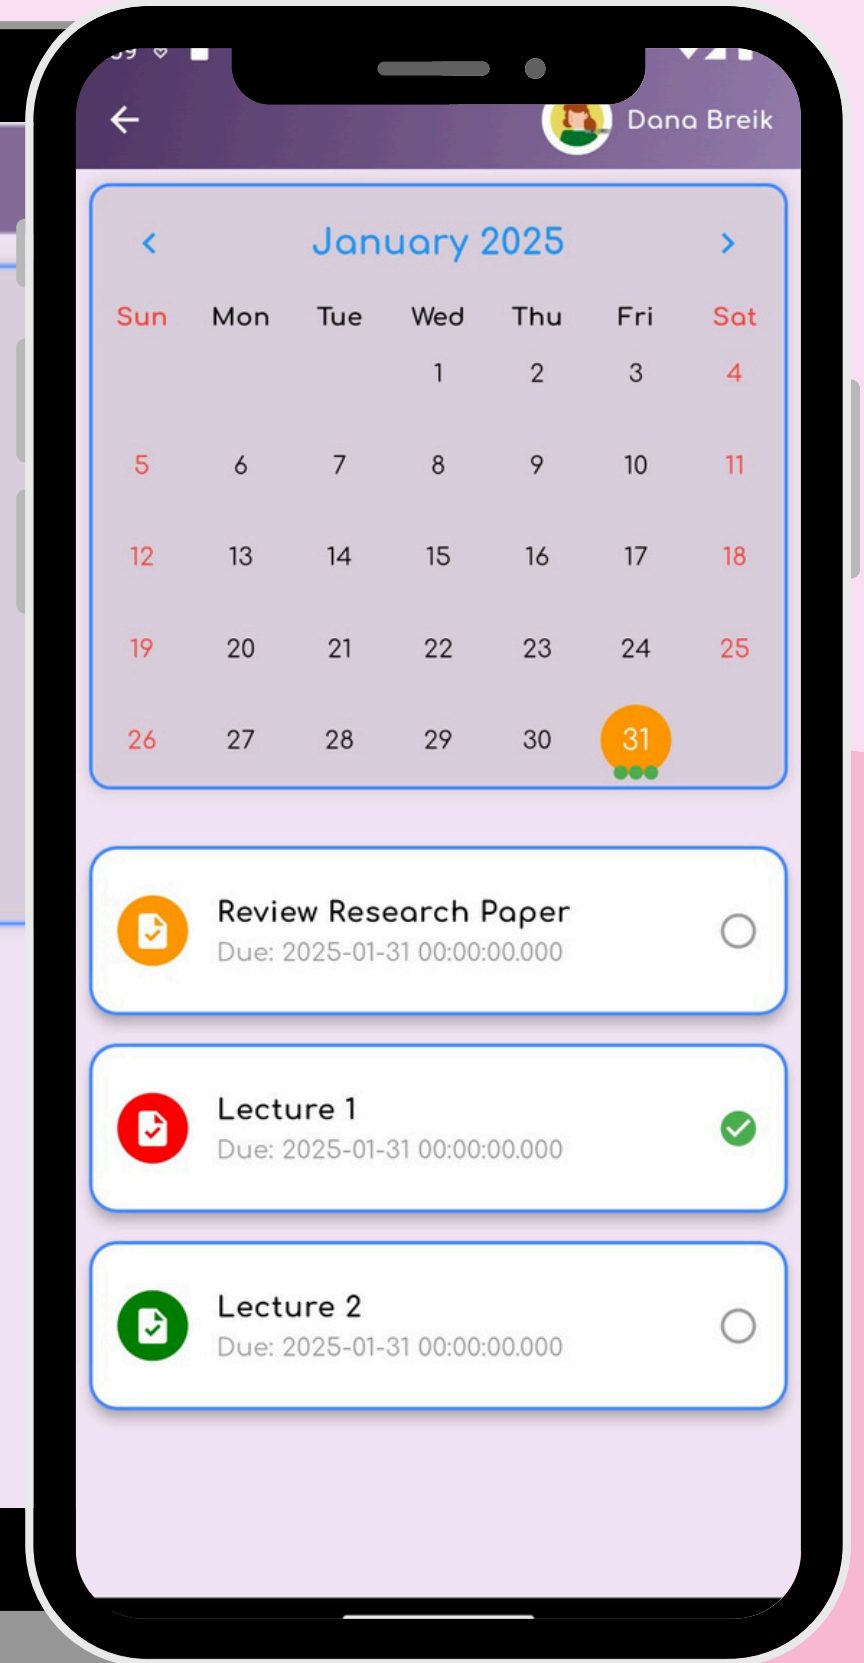 Dana Breik
January 2025
Sun Mon Tue Wed Thu Fri Sat
1 2 3 4
5 6 7 8 9 10 11
12 13 14 15 16 17 18
19 20 21 22 23 24 25
26 27 28 29 30 31
Review Research Paper
Due: 2025-01-31 00:00:00.000
Lecture 1
Due: 2025-01-31 00:00:00.000
Lecture 2
Due: 2025-01-31 00:00:00.000